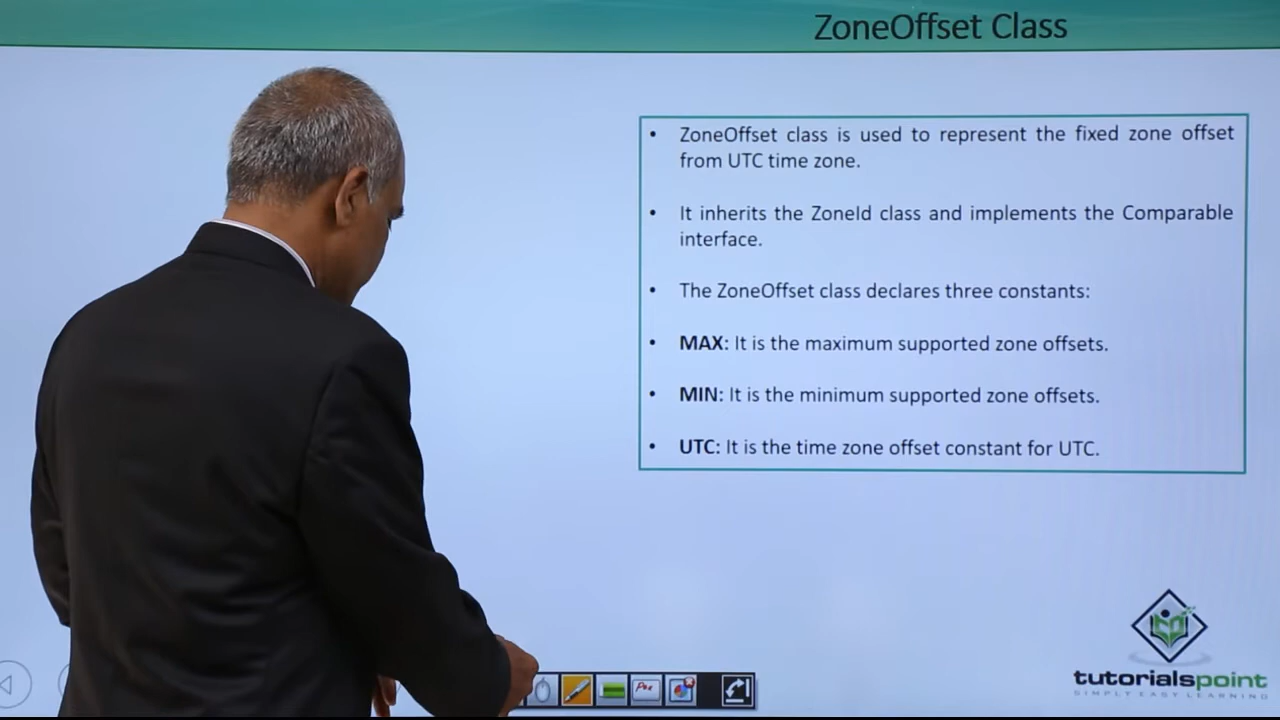 ZoneOffset Class
• ZoneOffset class is used to represent the fixed zone offset
from UTC time zone.
• It inherits the ZoneId class and implements the Comparable
interface.
• The ZoneOffset class declares three constants:
• MAX: It is the maximum supported zone offsets.
• MIN: It is the minimum supported zone offsets.
• UTC: It is the time zone offset constant for UTC.
Pen
tutorialspoint
SIMPLY EASY LEARNING